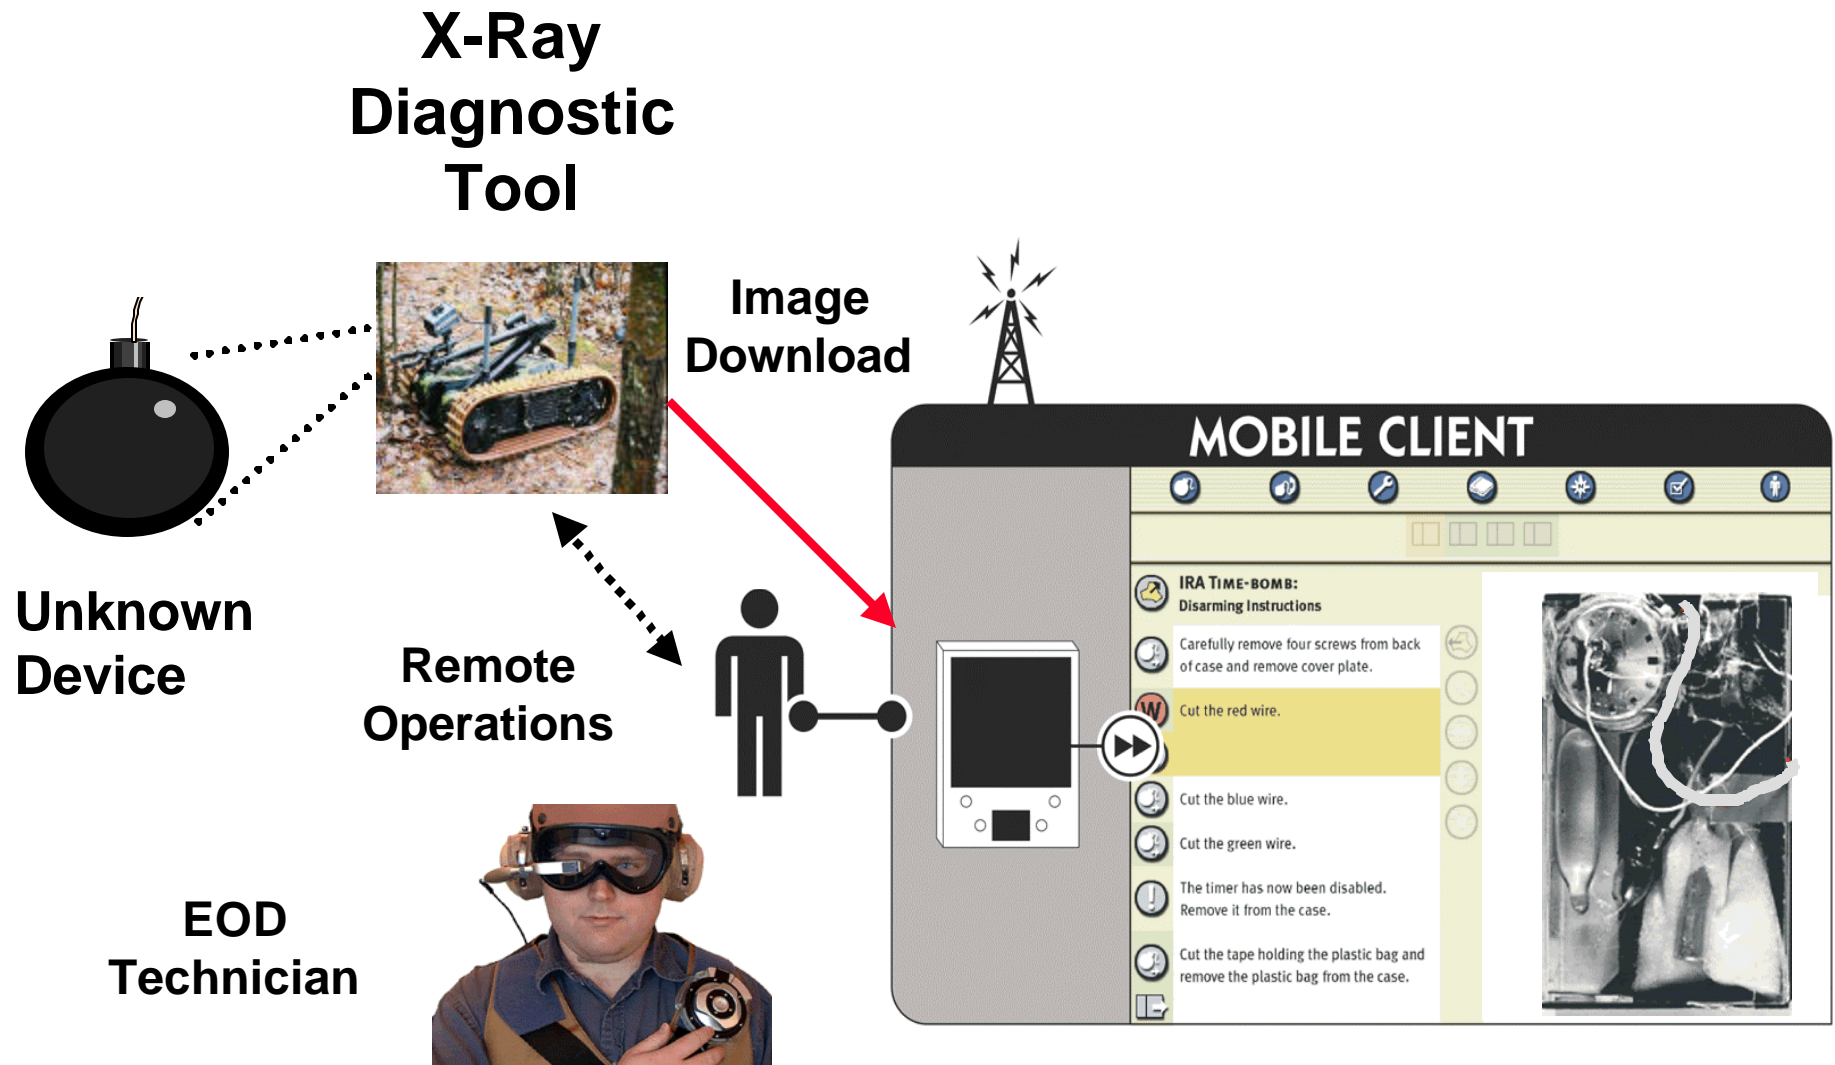 X-Ray
Diagnostic
Tool
Image
Download
MOBILE CLIENT
Unknown
Device
Remote
Operations
EOD
Technician
IRA TIME-BOMB:
Disarming Instructions
Carefully remove four screws from back
of case and remove cover plate.
W
Cut the red wire.
Cut the blue wire.
Cut the green wire.
!
The timer has now been disabled.
Remove it from the case.
Cut the tape holding the plastic bag and
remove the plastic bag from the case.